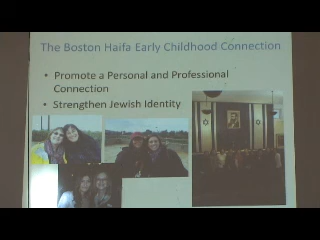 The Boston Haifa Early Childhood Connection
• Promote a Personal and Professional
Connection
• Strengthen Jewish Identity